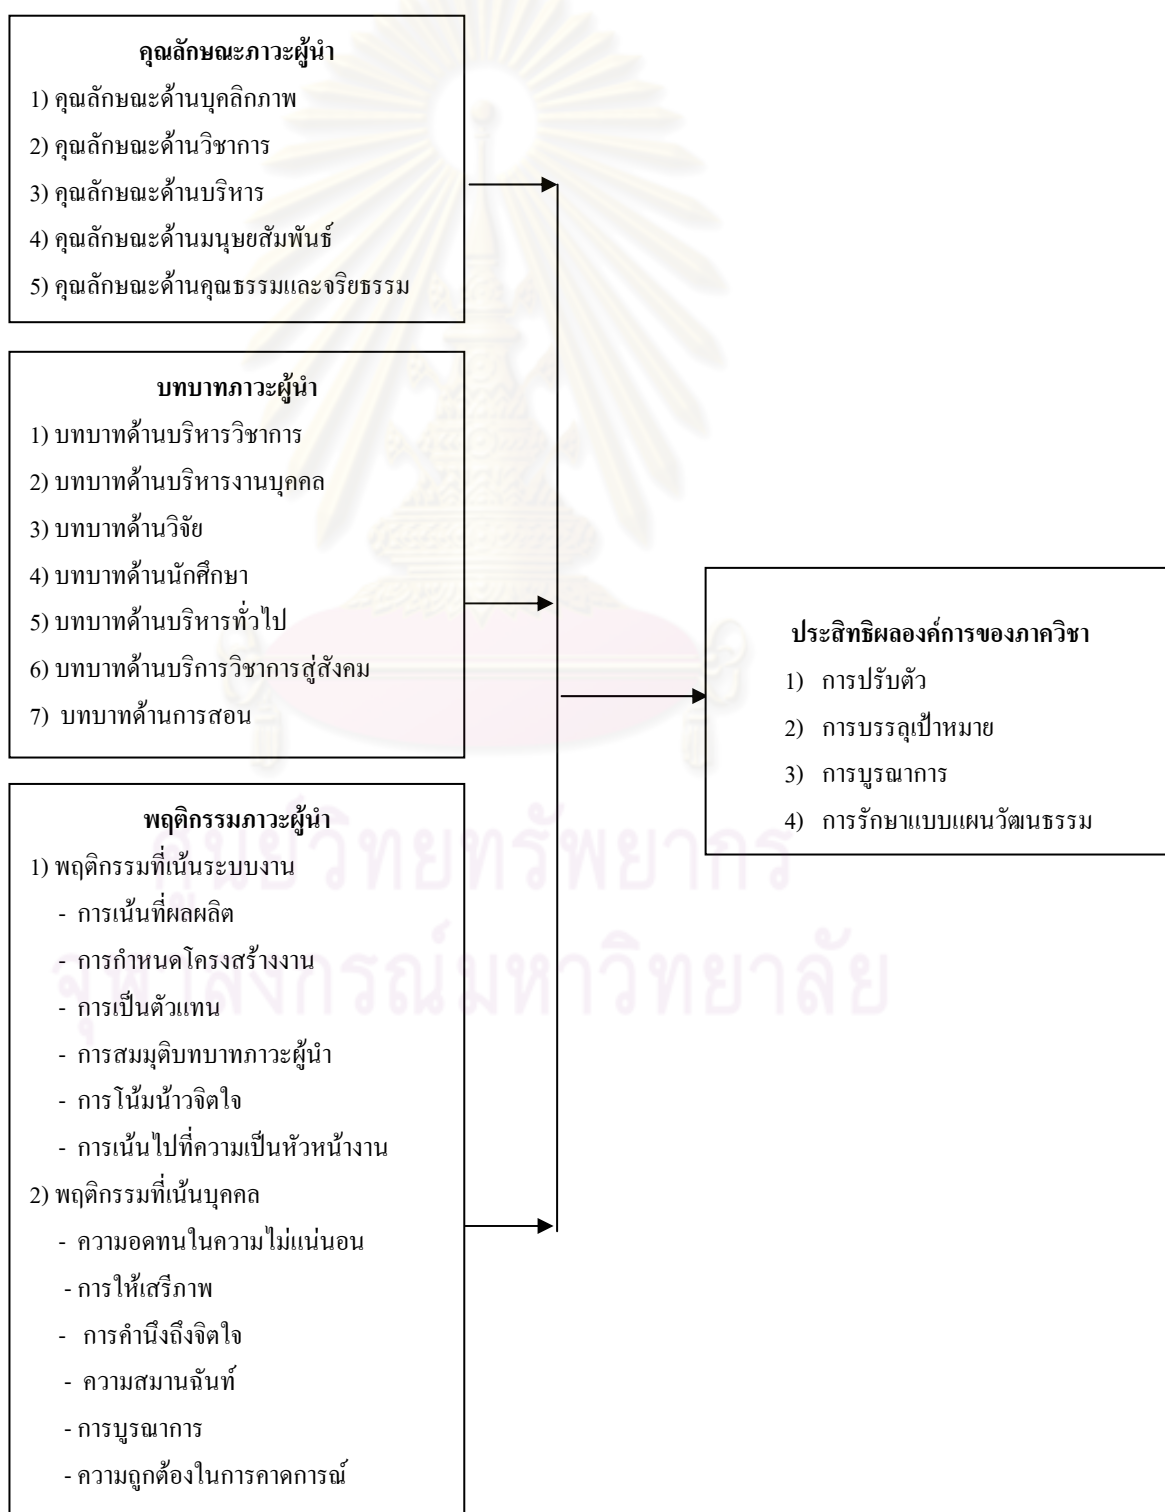 คุณลักษณะภาวะผู้นำ
1) คุณลักษณะด้านบุคลิกภาพ
2) คุณลักษณะด้านวิชาการ
3) คุณลักษณะด้านบริหาร
4) คุณลักษณะด้านมนุษยสัมพันธ์
5) คุณลักษณะด้านคุณธรรมและจริยธรรม
บทบาทภาวะผู้นำ
1) บทบาทด้านบริหารวิชาการ
2) บทบาทด้านบริหารงานบุคคล
3) บทบาทด้านวิจัย
4) บทบาทด้านนักศึกษา
5) บทบาทด้านบริหารทั่วไป
6) บทบาทด้านบริการวิชาการสู่สังคม
7) บทบาทด้านการสอน
พฤติกรรมภาวะผู้นำ
1) พฤติกรรมที่เน้นระบบงาน
- การเน้นที่ผลผลิต
- การกำหนดโครงสร้างงาน
- การเป็นตัวแทน
- การสมมุติบทบาทภาวะผู้นำ
- การโน้มน้าวจิตใจ
- การเน้นไปที่ความเป็นหัวหน้างาน
2) พฤติกรรมที่เน้นบุคคล
- ความอดทนในความไม่แน่นอน
- การให้เสรีภาพ
- การคำนึงถึงจิตใจ
- ความสมานฉันท์
- การบูรณาการ
- ความถูกต้องในการคาดการณ์
ประสิทธิผลองค์การของภาควิชา
1) การปรับตัว
2) การบรรลุเป้าหมาย
3) การบูรณาการ
4) การรักษาแบบแผนวัฒนธรรม
ศูนย์วิทยทรัพยากร
จุฬาลงกรณ์มหาวิทยาลัย